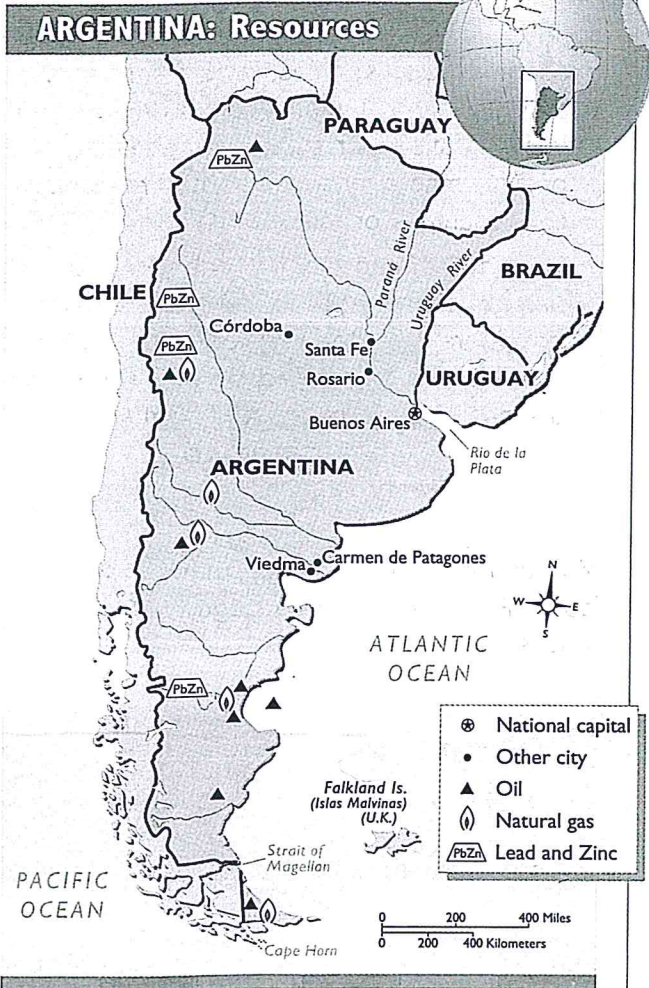 ARGENTINA: Resources
PARAGUAY
PbZn
Paraná River
Uruguay River
BRAZIL
CHILE
PbZn
Córdoba
PbZn
Santa Fe
Rosario
URUGUAY
Buenos Aires
Rio de la
Plata
ARGENTINA
Viedma
Carmen de Patagones
N
W
E
S
ATLANTIC
OCEAN
PbZn
National capital
Other city
Oil
Natural gas
PbZn Lead and Zinc
Falkland Is.
(Islas Malvinas)
(U.K.)
Strait of
Magellan
PACIFIC
OCEAN
Cape Horn
0 200 400 Miles
0 200 400 Kilometers